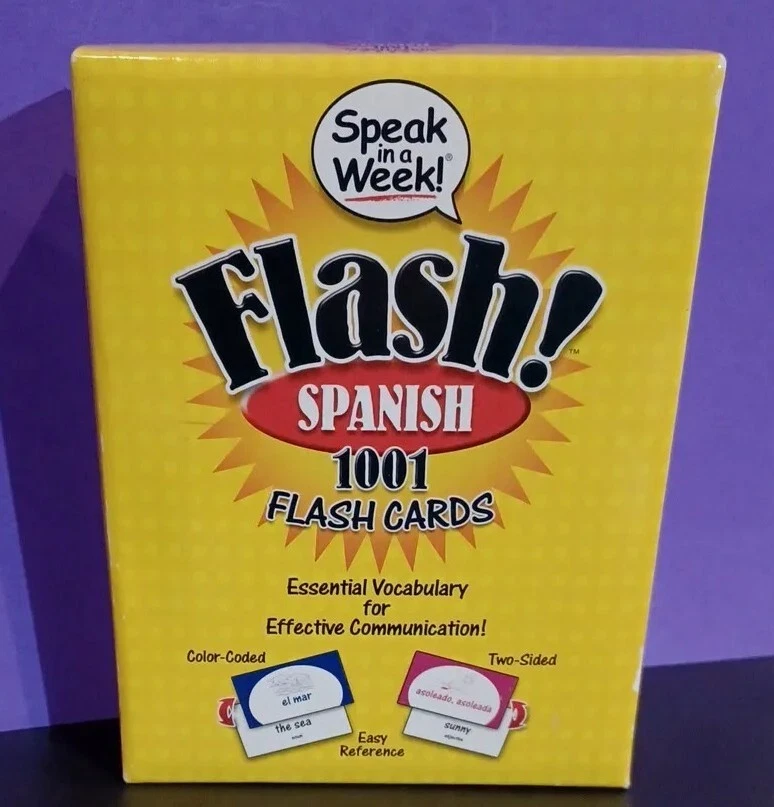 Speak
in a
Week!®
Flash!™
SPANISH
1001
FLASH CARDS
Essential Vocabulary
for
Effective Communication!
Color-Coded
Two-Sided
el mar
the sea
asoleado, asoleada
sunny
Easy
Reference